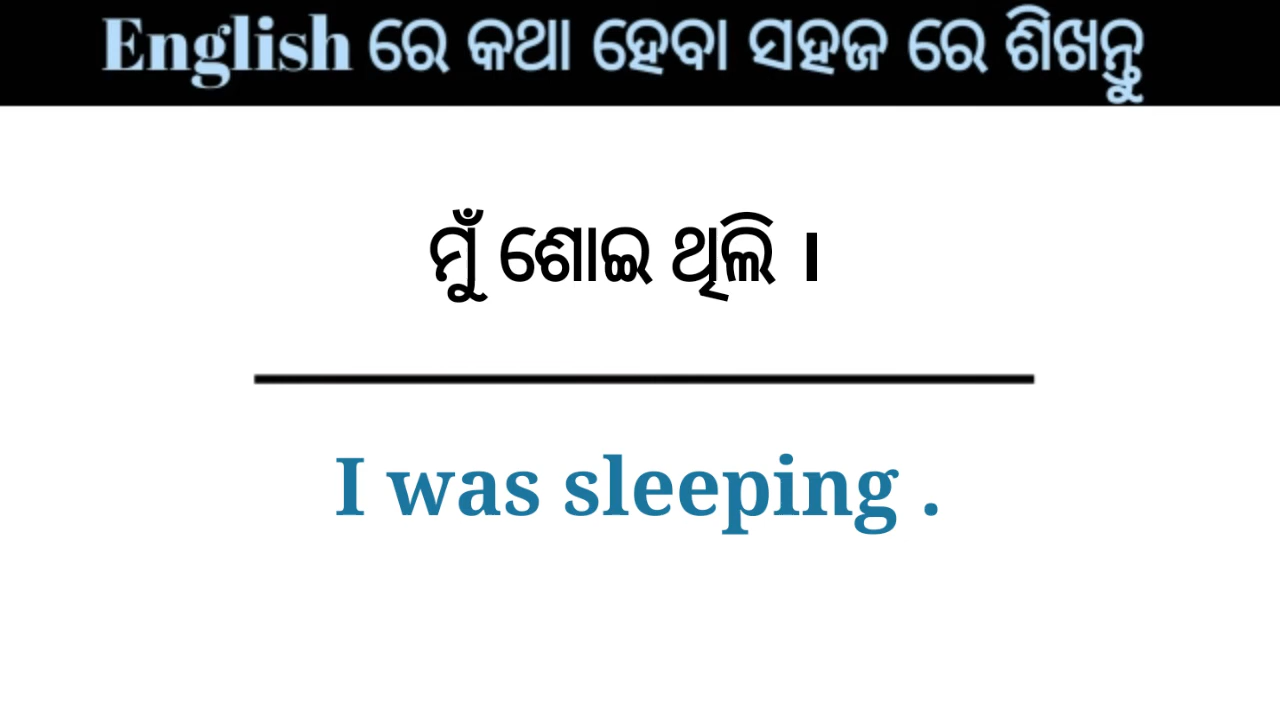 English ରେ କଥା ହେବା ସହଜ ରେ ଶିଖନ୍ତୁ
ମୁଁ ଶୋଇ ଥିଲି ।
I was sleeping .